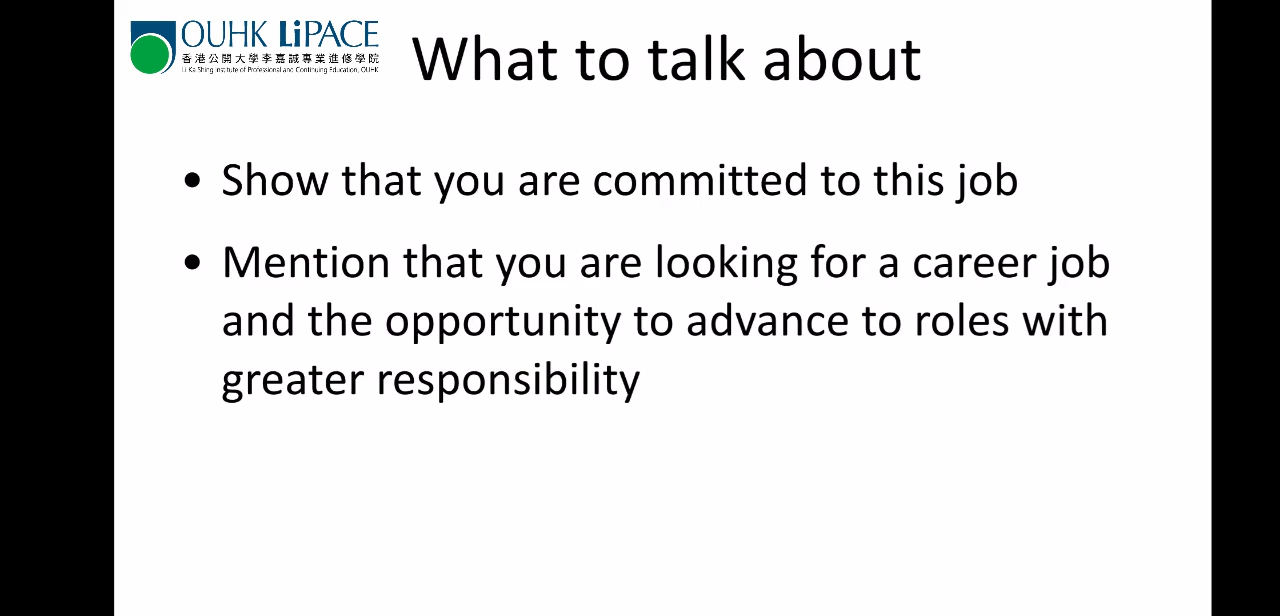 OUHK LiPACE
香港公開大學李嘉誠專業進修學院
Li Ka Shing Institute of Professional and Continuing Education, OUHK
What to talk about
• Show that you are committed to this job
• Mention that you are looking for a career job
and the opportunity to advance to roles with
greater responsibility